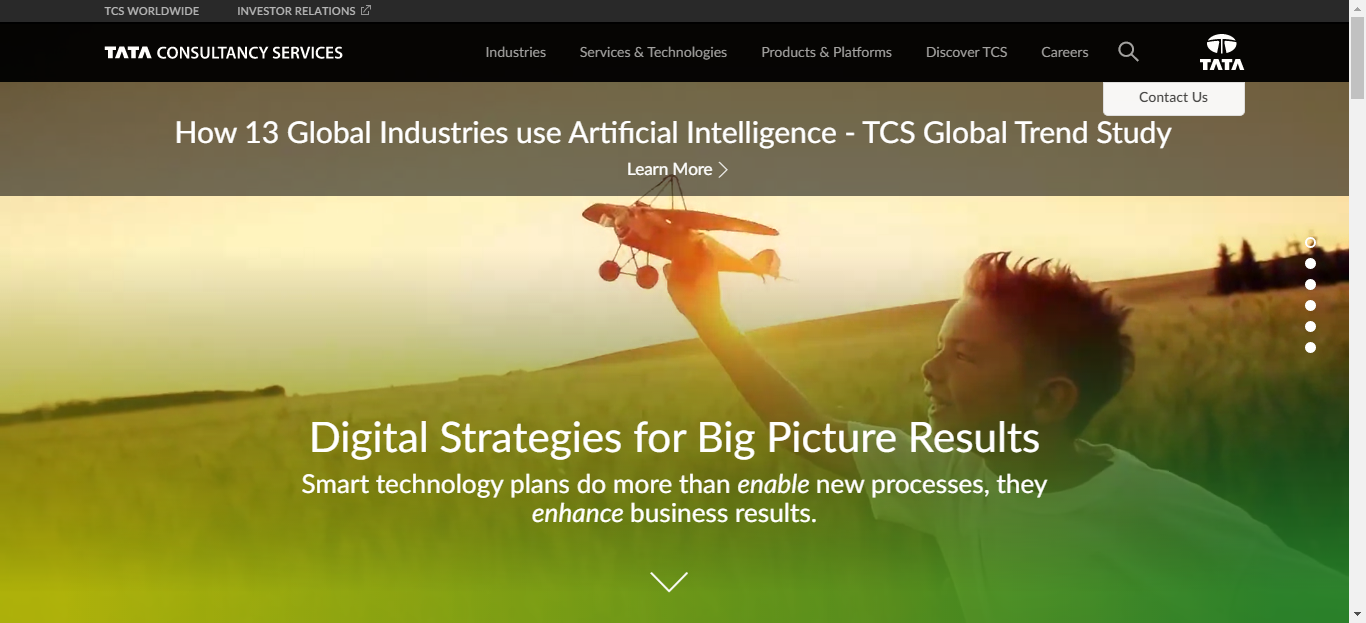 TCS WORLDWIDE INVESTOR RELATIONS
TATA CONSULTANCY SERVICES Industries Services & Technologies Products & Platforms Discover TCS Careers TATA
Contact Us
How 13 Global Industries use Artificial Intelligence - TCS Global Trend Study
Learn More
Digital Strategies for Big Picture Results
Smart technology plans do more than enable new processes, they
enhance business results.